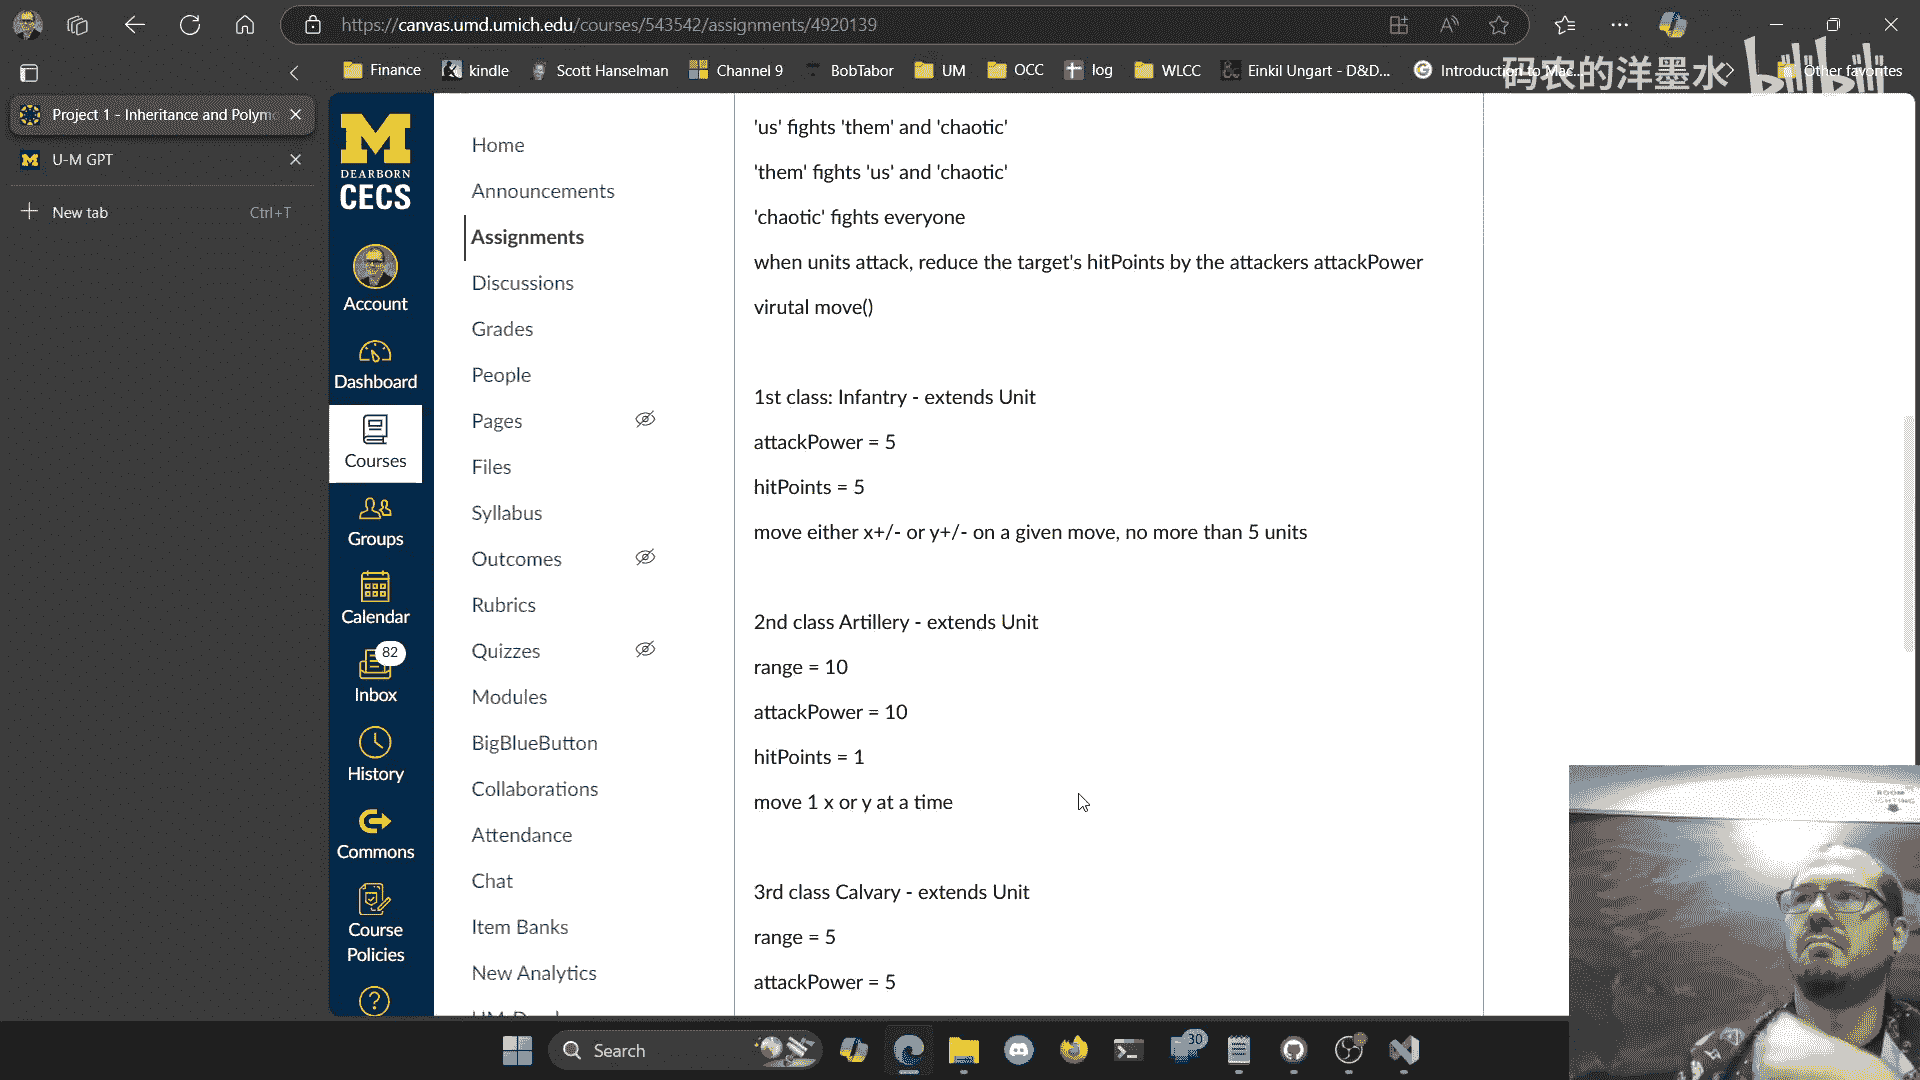 https://canvas.umd.umich.edu/courses/543542/assignments/4920139
Finance
kindle
Scott Hanselman
Channel 9
BobTabor
UM
OCC
log
WLCC
Einkil Ungart - D&D...
Introduction to Mac...
Other favorites
码农的洋墨水
bilibili
Project 1 - Inheritance and Polymo
U-M GPT
New tab
Ctrl+T
M
DEARBORN
CECS
Account
Dashboard
Courses
Groups
Calendar
82
Inbox
History
Commons
Course
Policies
Home
Announcements
Assignments
Discussions
Grades
People
Pages
Files
Syllabus
Outcomes
Rubrics
Quizzes
Modules
BigBlueButton
Collaborations
Attendance
Chat
Item Banks
New Analytics
'us' fights 'them' and 'chaotic'
'them' fights 'us' and 'chaotic'
'chaotic' fights everyone
when units attack, reduce the target's hitPoints by the attackers attackPower
virutal move()
1st class: Infantry - extends Unit
attackPower = 5
hitPoints = 5
move either x+/- or y+/- on a given move, no more than 5 units
2nd class Artillery - extends Unit
range = 10
attackPower = 10
hitPoints = 1
move 1 x or y at a time
3rd class Calvary - extends Unit
range = 5
attackPower = 5
Search
30